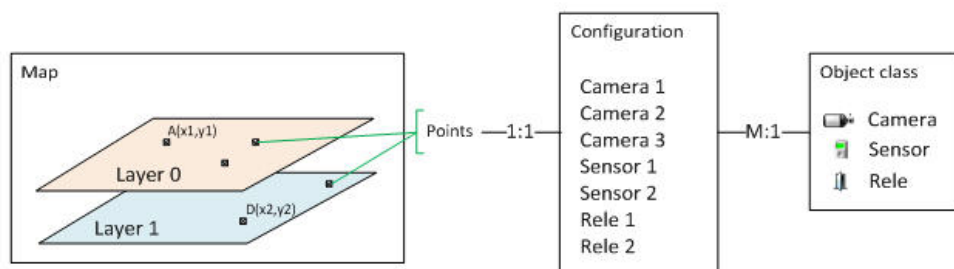 Map
A(x1,y1)
Layer 0
D(x2,y2)
Layer 1
Points
1:1
Configuration
Camera 1
Camera 2
Camera 3
Sensor 1
Sensor 2
Rele 1
Rele 2
M:1
Object class
Camera
Sensor
Rele